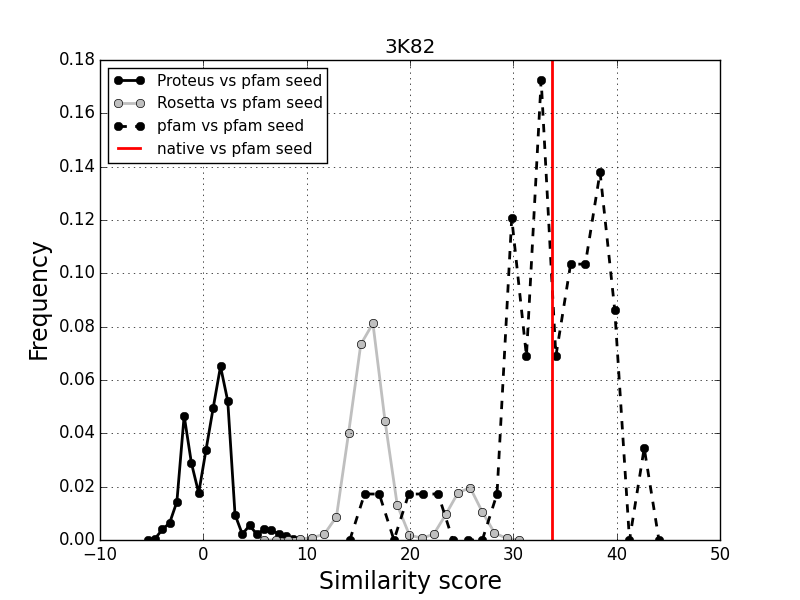 3K82
0.18
0.16
0.14
0.12
0.10
0.08
0.06
0.04
0.02
0.00
Frequency
Proteus vs pfam seed
Rosetta vs pfam seed
pfam vs pfam seed
native vs pfam seed
−10 0 10 20 30 40 50
Similarity score